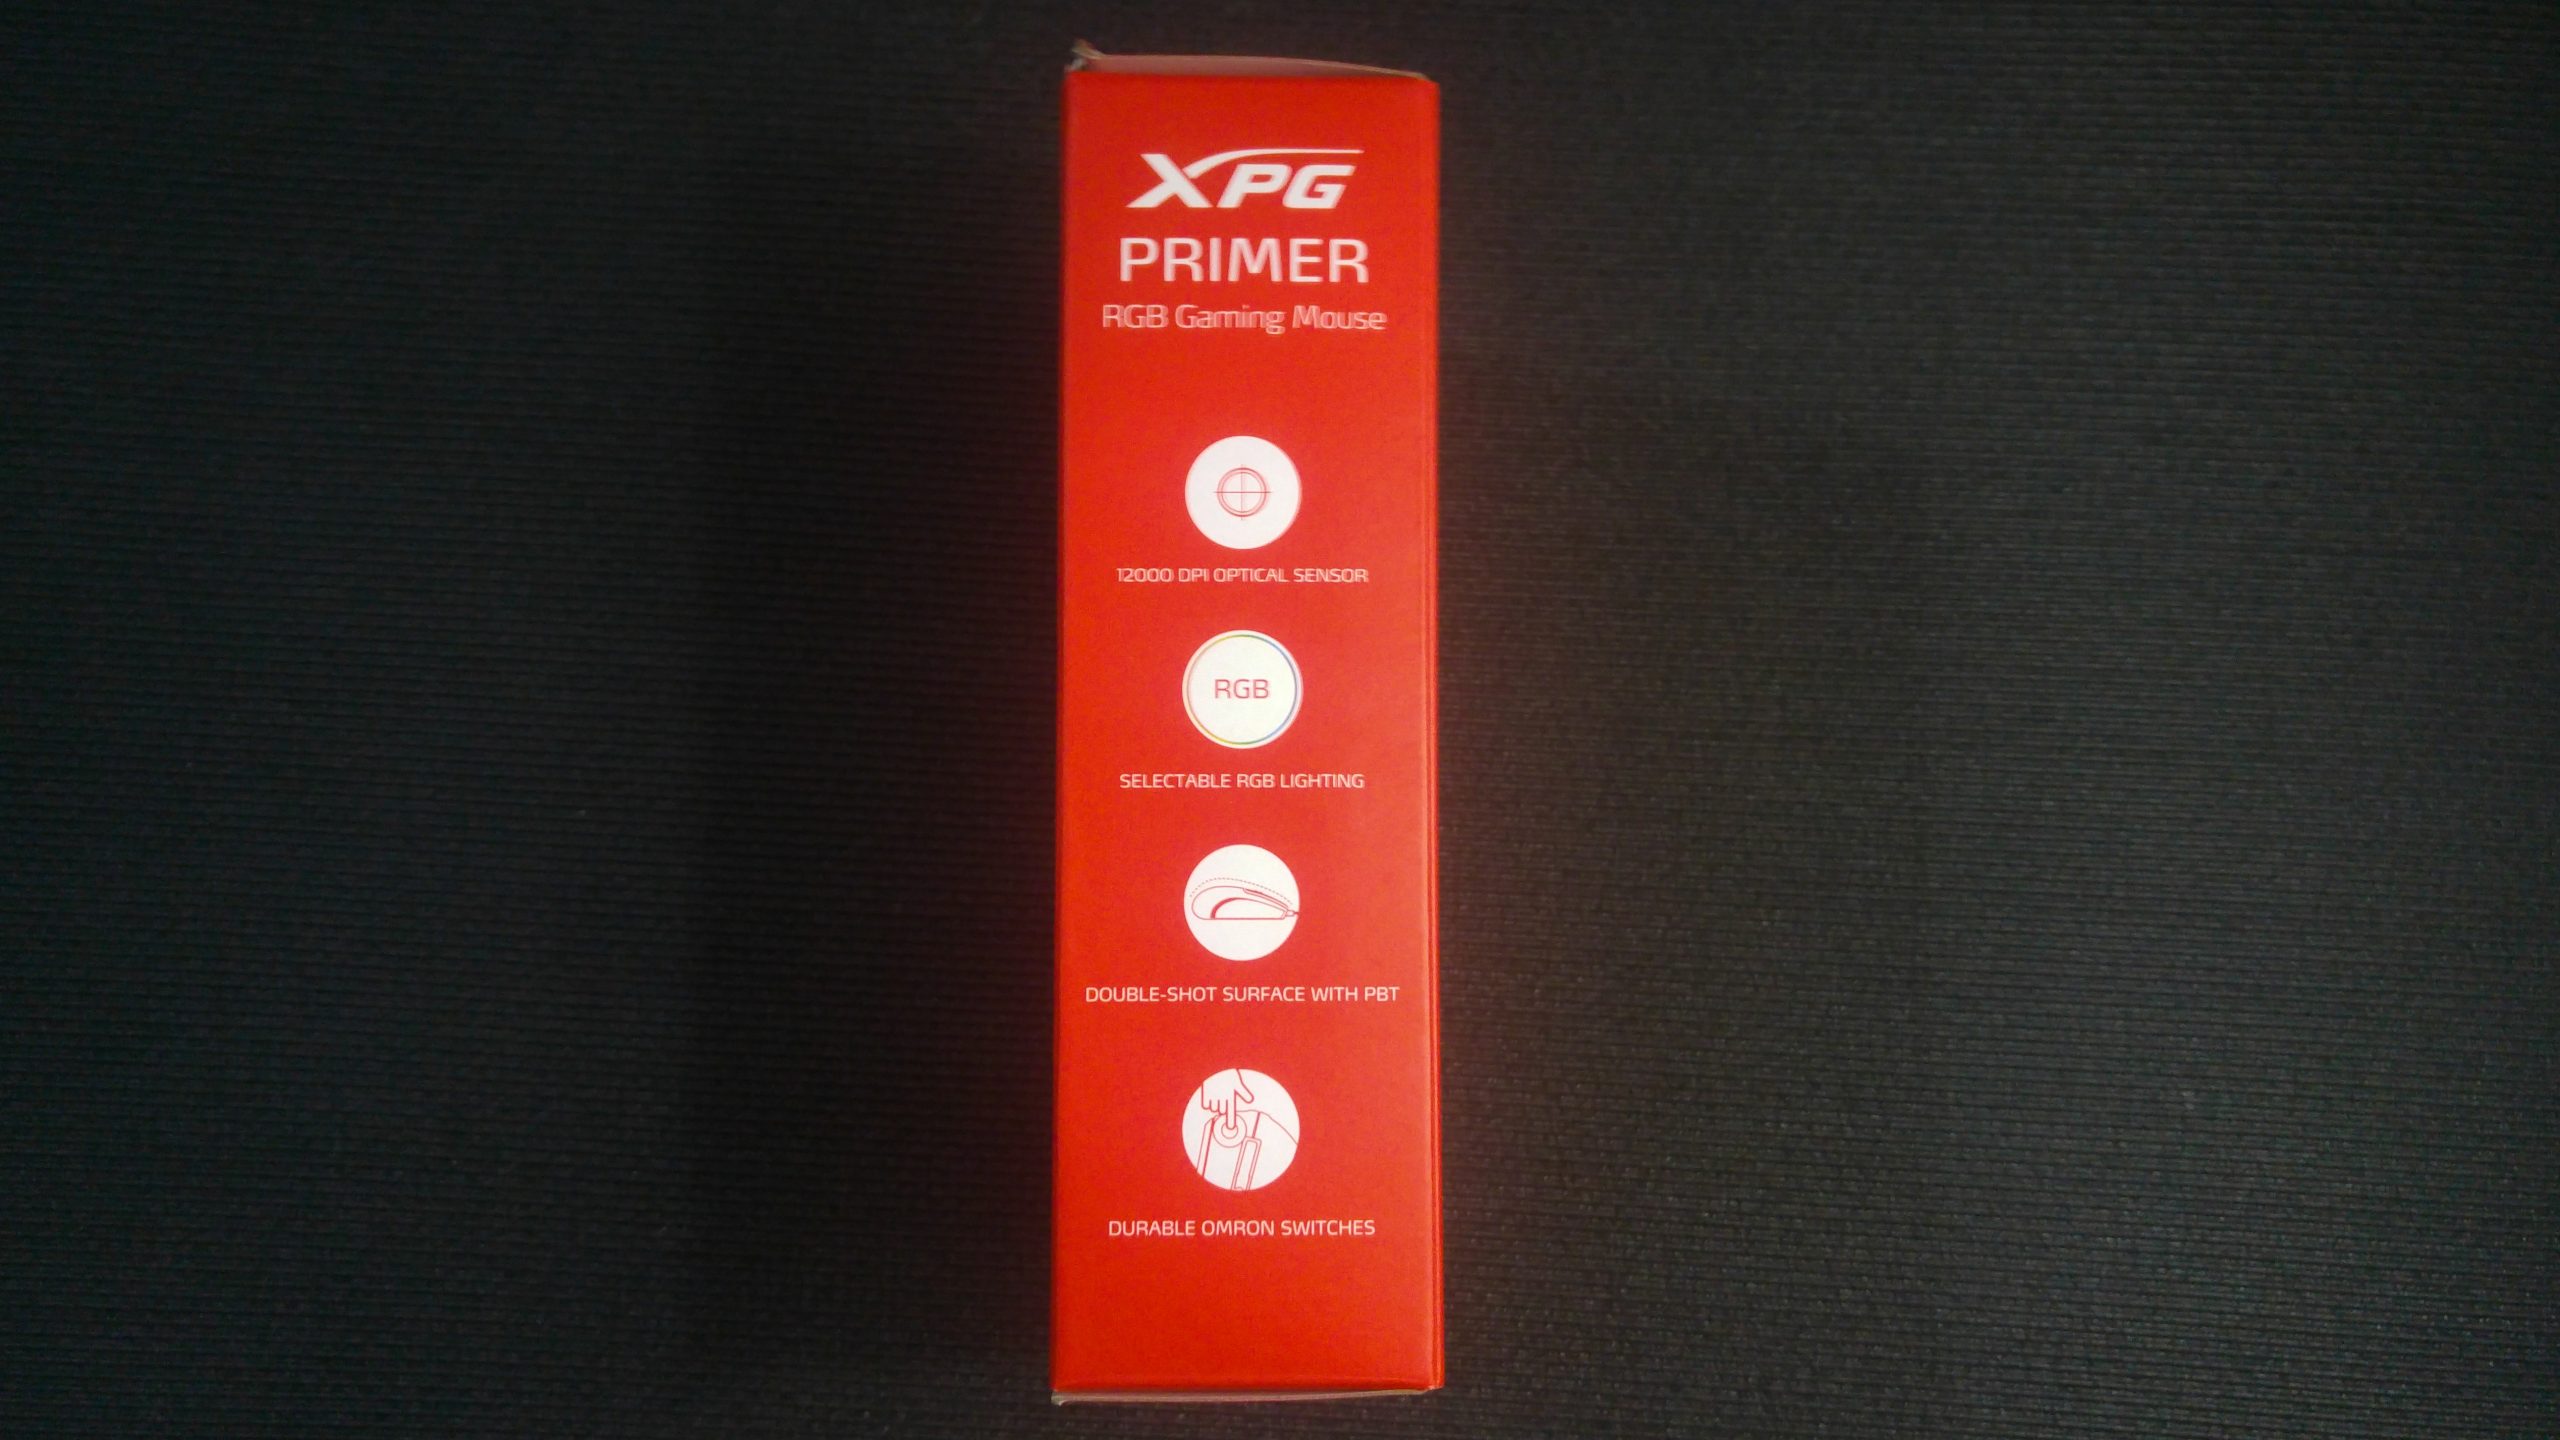 XPG
PRIMER
RGB Gaming Mouse
12000 DPI OPTICAL SENSOR
RGB
SELECTABLE RGB LIGHTING
DOUBLE-SHOT SURFACE WITH PBT
DURABLE OMRON SWITCHES